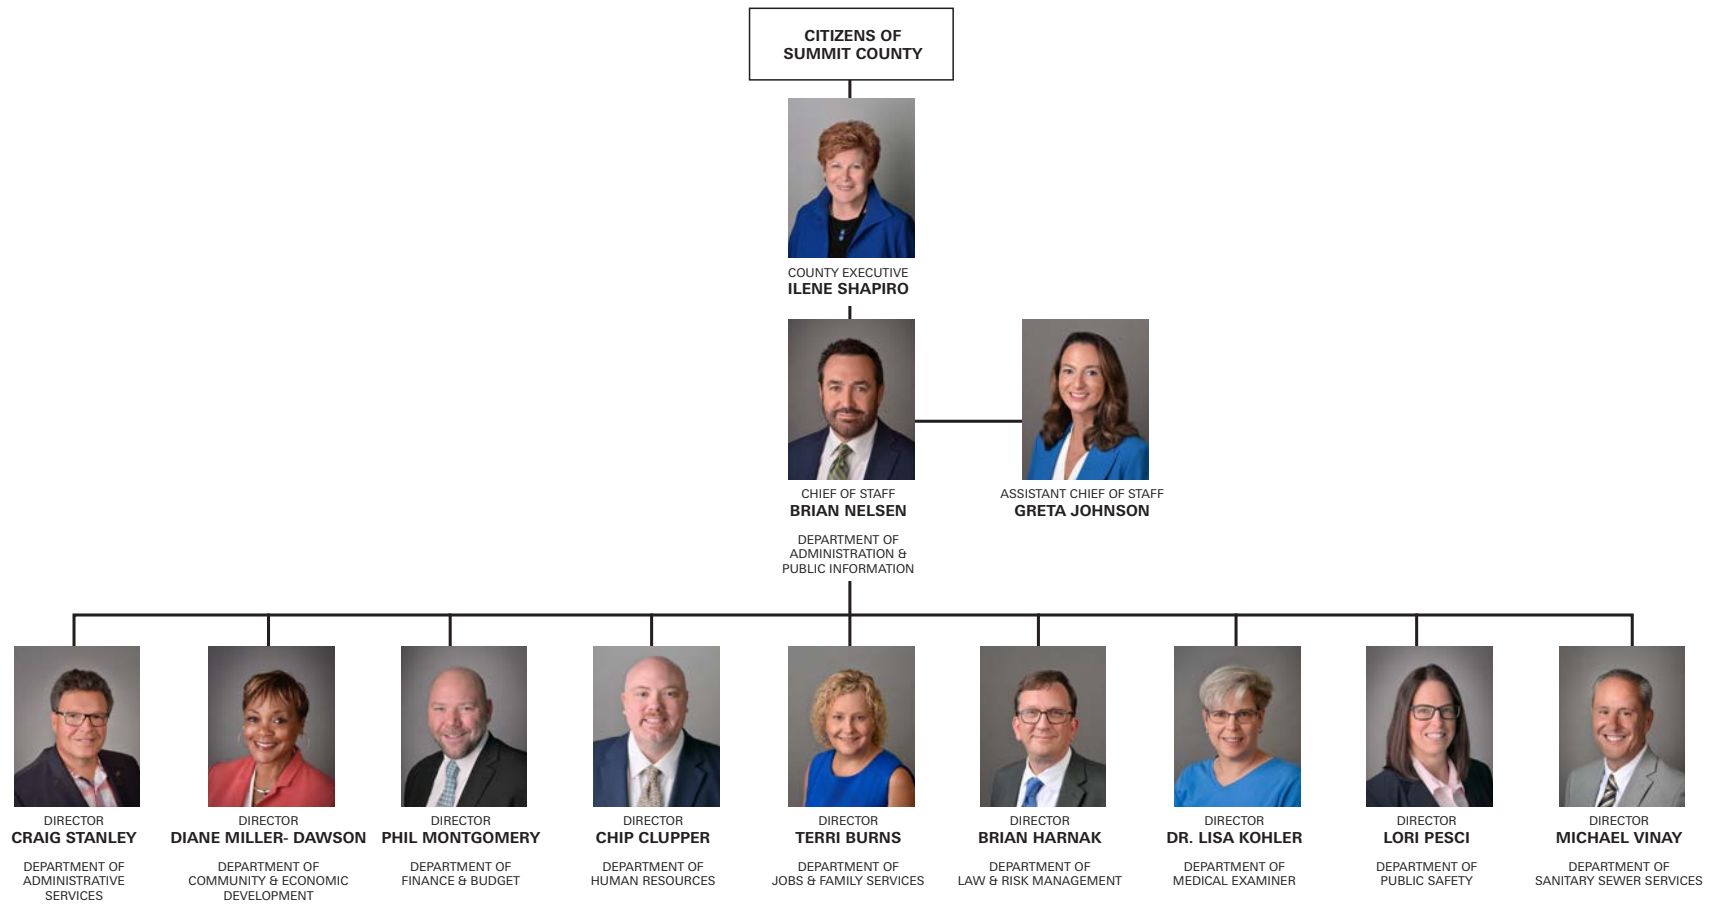 CITIZENS OF
SUMMIT COUNTY
COUNTY EXECUTIVE
ILENE SHAPIRO
CHIEF OF STAFF
BRIAN NELSEN
DEPARTMENT OF
ADMINISTRATION &
PUBLIC INFORMATION
ASSISTANT CHIEF OF STAFF
GRETA JOHNSON
DIRECTOR
CRAIG STANLEY
DEPARTMENT OF
ADMINISTRATIVE
SERVICES
DIRECTOR
DIANE MILLER- DAWSON
DEPARTMENT OF
COMMUNITY & ECONOMIC
DEVELOPMENT
DIRECTOR
PHIL MONTGOMERY
DEPARTMENT OF
FINANCE & BUDGET
DIRECTOR
CHIP CLUPPER
DEPARTMENT OF
HUMAN RESOURCES
DIRECTOR
TERRI BURNS
DEPARTMENT OF
JOBS & FAMILY SERVICES
DIRECTOR
BRIAN HARNAK
DEPARTMENT OF
LAW & RISK MANAGEMENT
DIRECTOR
DR. LISA KOHLER
DEPARTMENT OF
MEDICAL EXAMINER
DIRECTOR
LORI PESCI
DEPARTMENT OF
PUBLIC SAFETY
DIRECTOR
MICHAEL VINAY
DEPARTMENT OF
SANITARY SEWER SERVICES